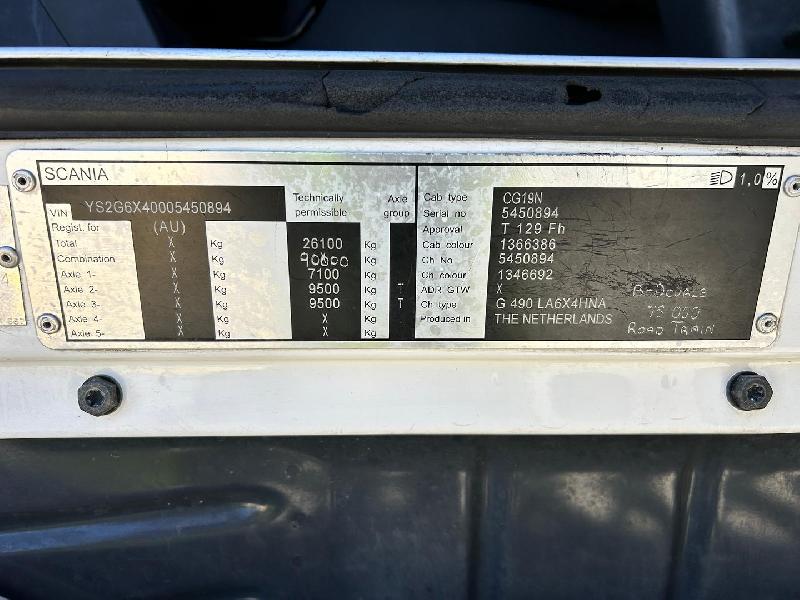 SCANIA
1,0%
VIN YS2G6X40005450894
Technically permissible
Axle group
Regist. for (AU)
Total X Kg 26100 Kg
Combination X Kg Kg
Axle 1- X Kg 7100 Kg
Axle 2- X Kg 9500 Kg T
Axle 3- X Kg 9500 Kg T
Axle 4- X Kg X Kg
Axle 5- X Kg X Kg
Cab type CG19N
Serial no 5450894
Approval T 129 Fh
Cab. colour 1366386
Ch. No 5450894
Ch. colour 1346692
ADR GTW X
Ch type G 490 LA6X4HNA
Produced in THE NETHERLANDS
ROAD TRAIN